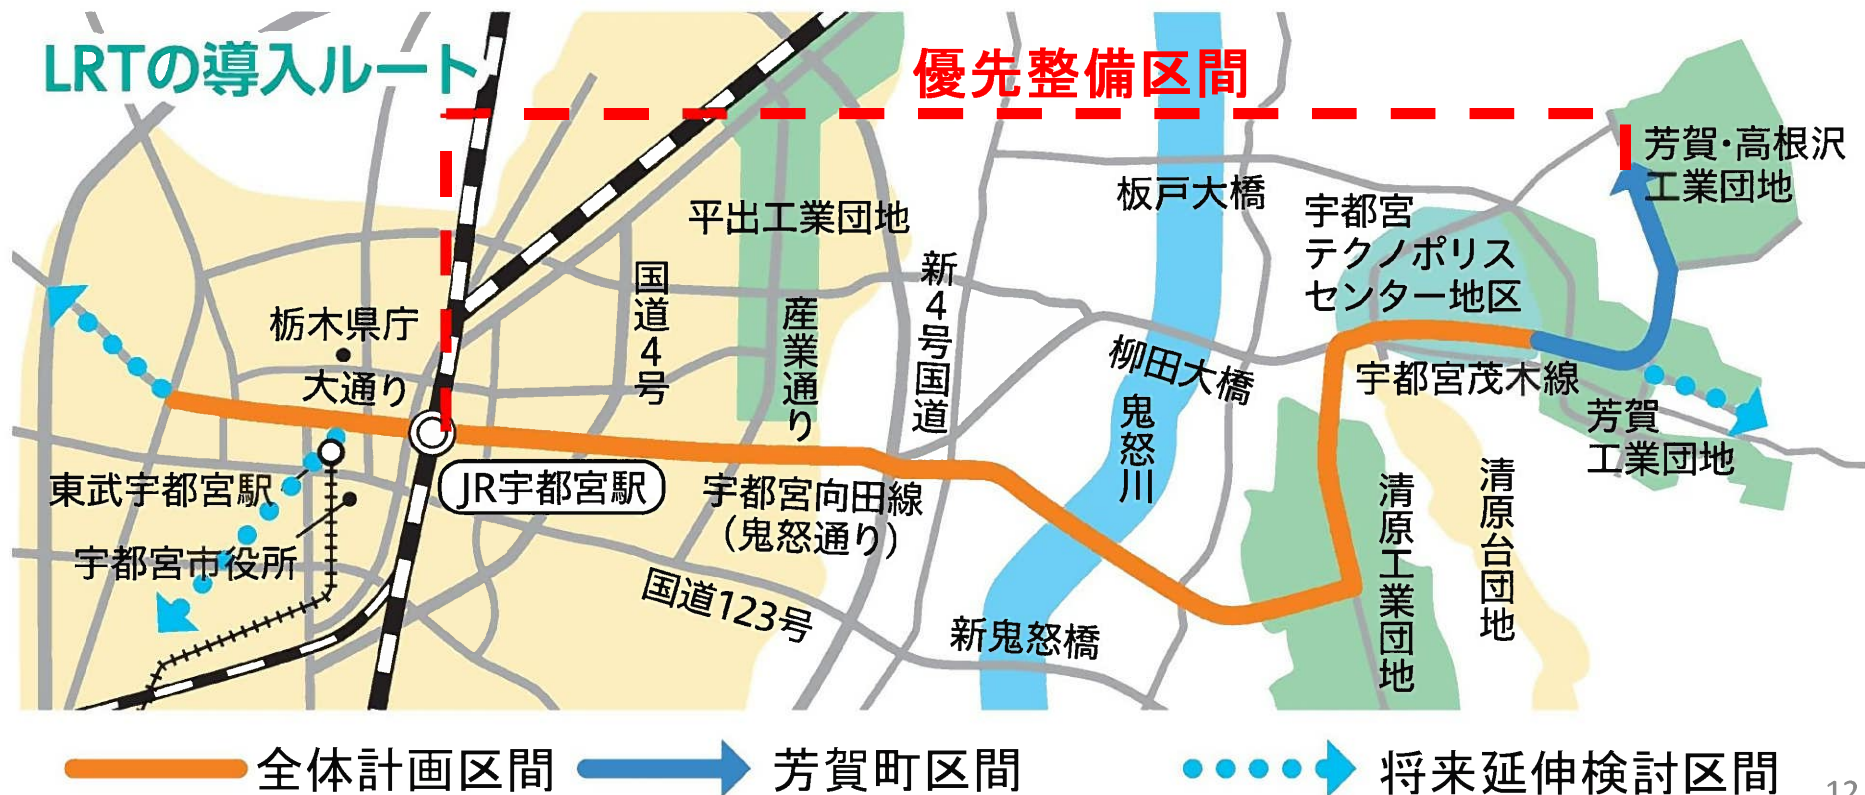 LRTの導入ルート
優先整備区間
芳賀・高根沢
工業団地
板戸大橋
宇都宮
テクノポリス
センター地区
平出工業団地
新4号国道
国道4号
産業通り
栃木県庁
大通り
柳田大橋
鬼怒川
宇都宮茂木線
芳賀
工業団地
東武宇都宮駅
JR宇都宮駅
宇都宮向田線
(鬼怒通り)
清原工業団地
清原台団地
宇都宮市役所
国道123号
新鬼怒橋
全体計画区間
芳賀町区間
将来延伸検討区間
12